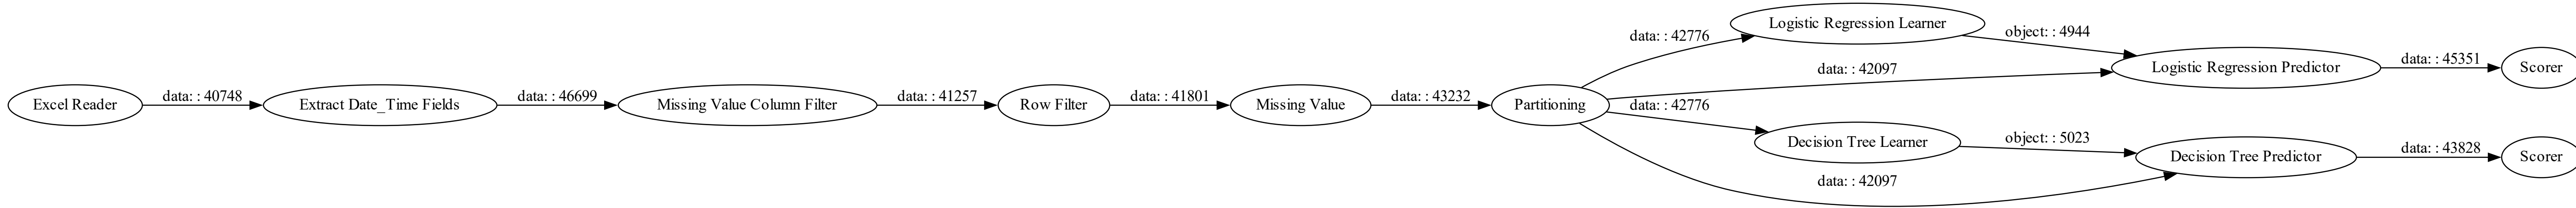 Excel Reader
data: : 40748
Extract Date_Time Fields
data: : 46699
Missing Value Column Filter
data: : 41257
Row Filter
data: : 41801
Missing Value
data: : 43232
Partitioning
data: : 42776
Logistic Regression Learner
object: : 4944
data: : 42097
Logistic Regression Predictor
data: : 45351
Scorer
data: : 42776
Decision Tree Learner
object: : 5023
data: : 42097
Decision Tree Predictor
data: : 43828
Scorer